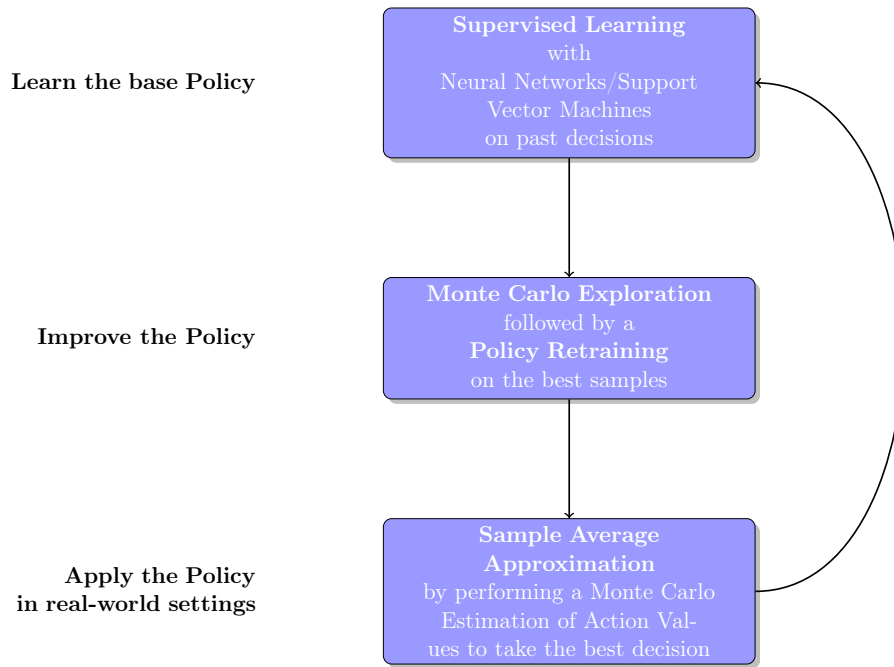 Learn the base Policy
Supervised Learning
with
Neural Networks/Support
Vector Machines
on past decisions
Improve the Policy
Monte Carlo Exploration
followed by a
Policy Retraining
on the best samples
Apply the Policy
in real-world settings
Sample Average
Approximation
by performing a Monte Carlo
Estimation of Action Val-
ues to take the best decision